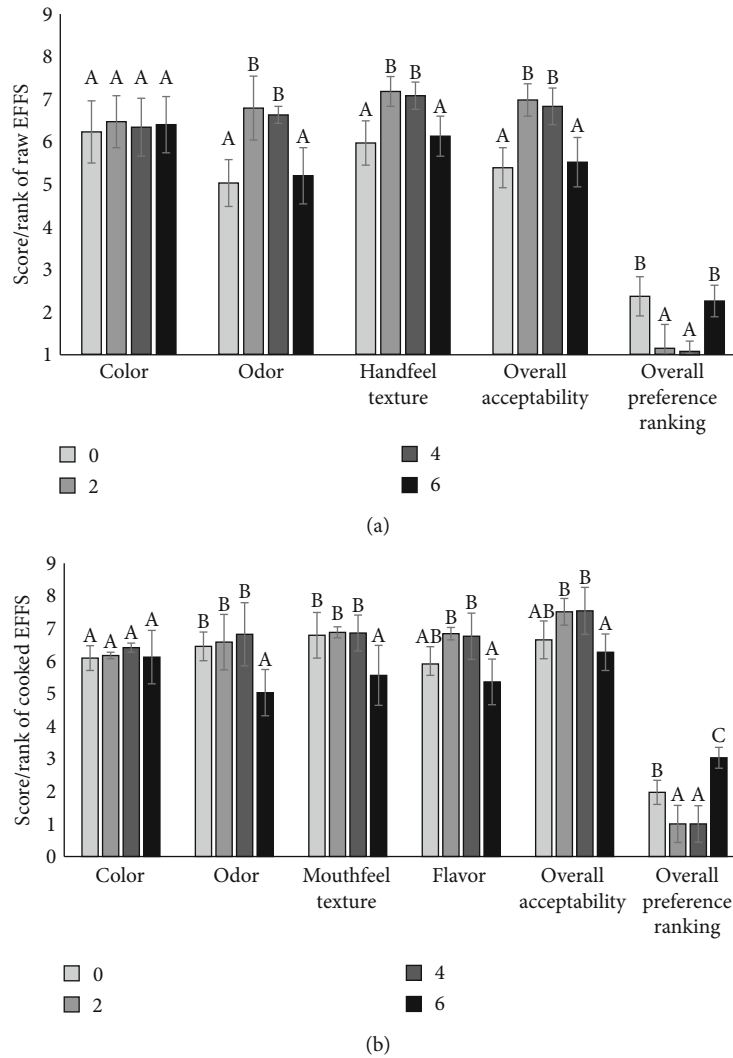 9
8
7
6
5
4
3
2
1
Score/rank of raw EFFS
A A A A
A B B A
A B B A
A B B A
B A A B
Color Odor Handfeel texture Overall acceptability Overall preference ranking
0 4
2 6
(a)
9
8
7
6
5
4
3
2
1
0
Score/rank of cooked EFFS
A A A A
B B B A
B B B A
AB B B A
AB B B A
B A A C
Color Odor Mouthfeel texture Flavor Overall acceptability Overall preference ranking
0 4
2 6
(b)